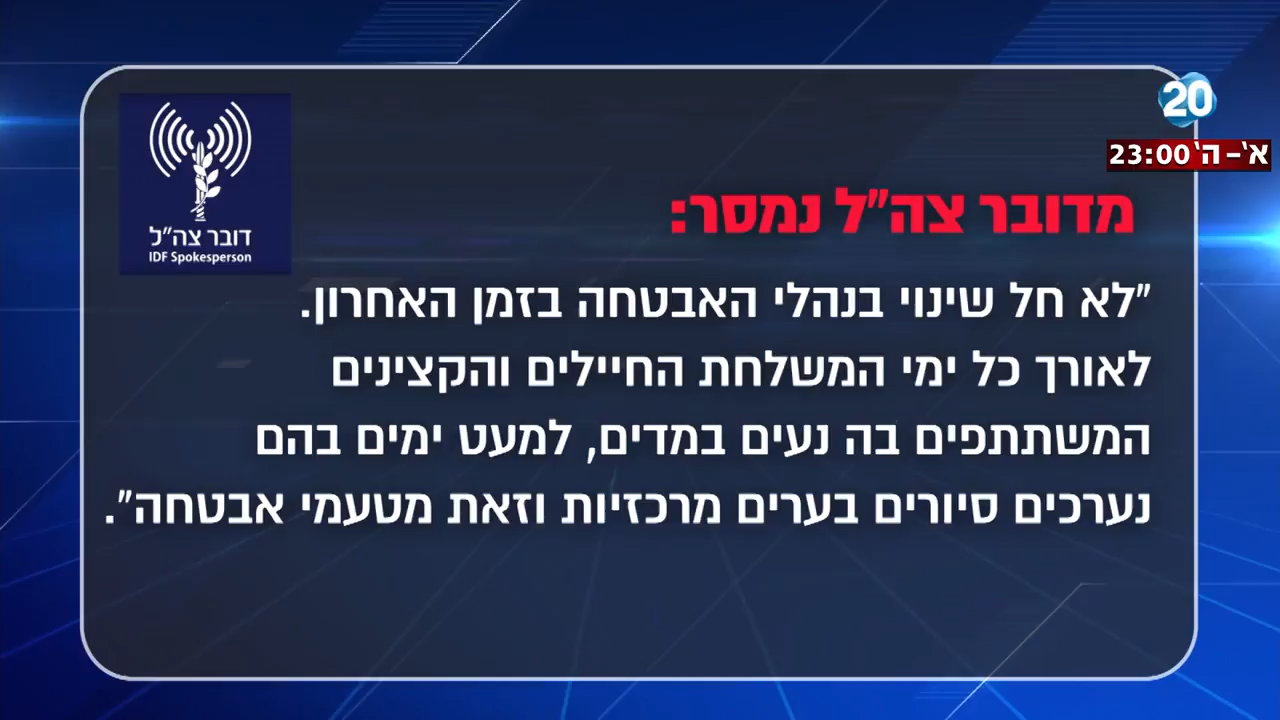 20
א'-ה' 23:00
דובר צה"ל
IDF Spokesperson
מדובר צה"ל נמסר:
"לא חל שינוי בנהלי האבטחה בזמן האחרון.
לאורך כל ימי המשלחת החיילים והקצינים
המשתתפים בה נעים במדים, למעט ימים בהם
נערכים סיורים בערים מרכזיות וזאת מטעמי אבטחה".